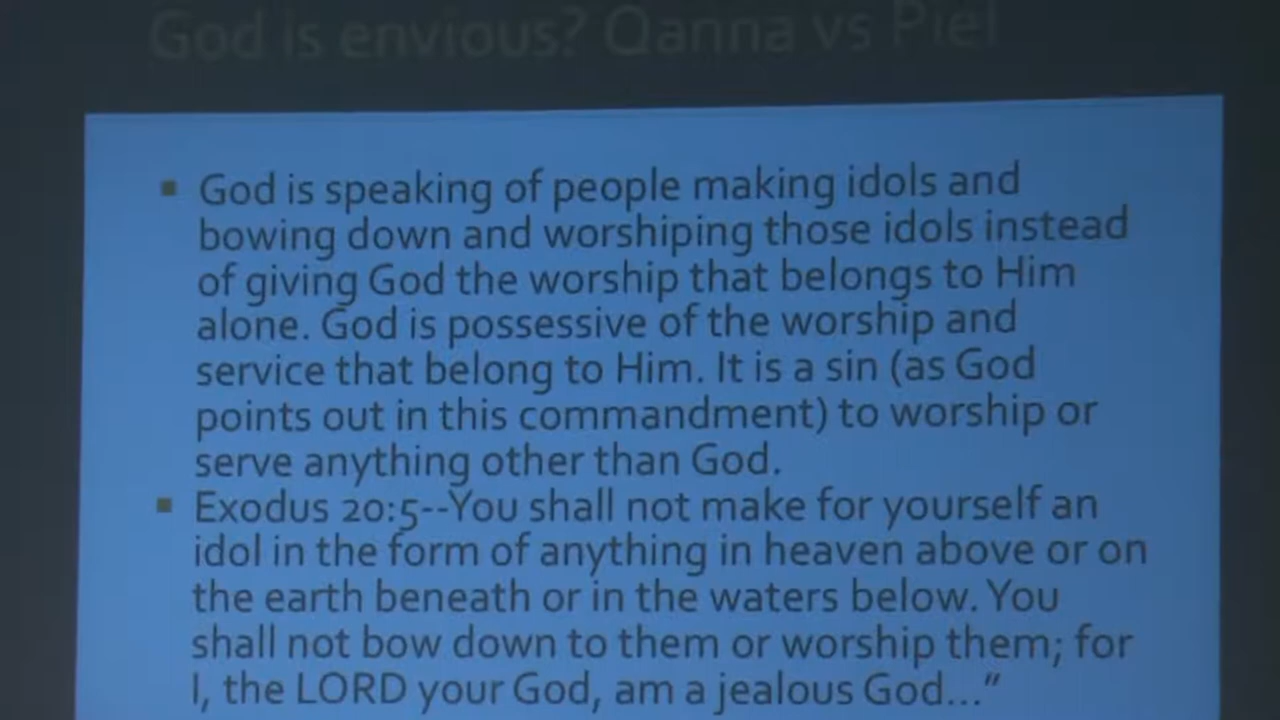 God is envious? Qanna vs Piel
▪ God is speaking of people making idols and
bowing down and worshiping those idols instead
of giving God the worship that belongs to Him
alone. God is possessive of the worship and
service that belong to Him. It is a sin (as God
points out in this commandment) to worship or
serve anything other than God.
▪ Exodus 20:5--You shall not make for yourself an
idol in the form of anything in heaven above or on
the earth beneath or in the waters below. You
shall not bow down to them or worship them; for
I, the LORD your God, am a jealous God...”